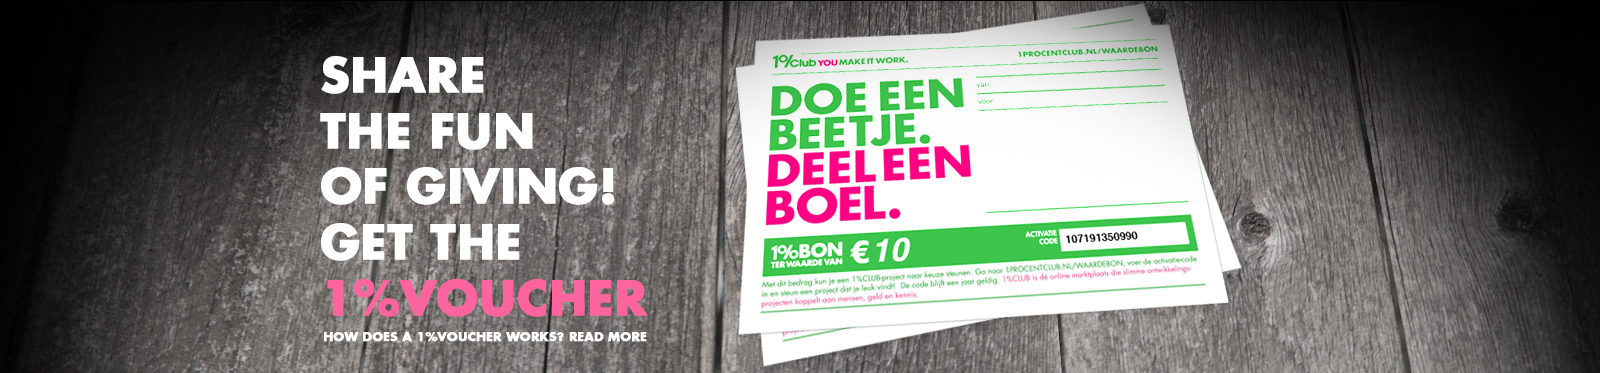 SHARE
THE FUN
OF GIVING!
GET THE
1%VOUCHER
HOW DOES A 1%VOUCHER WORKS? READ MORE
1%Club YOU MAKE IT WORK.
1PROCENTCLUB.NL/WAARDEBON
van:
voor
DOE EEN
BEETJE.
DEEL EEN
BOEL.
1%BON
TER WAARDE VAN
€ 10
ACTIVATIE
CODE
107191350990
Met dit bedrag kun je een 1%CLUB-project naar keuze steunen. Ga naar 1PROCENTCLUB.NL/WAARDEBON, voer de activatie-code
in en steun een project dat je leuk vindt! De code blijft een jaar geldig. 1%CLUB is dé online marktplaats die slimme ontwikkelings-
projecten koppelt aan mensen, geld en kennis.